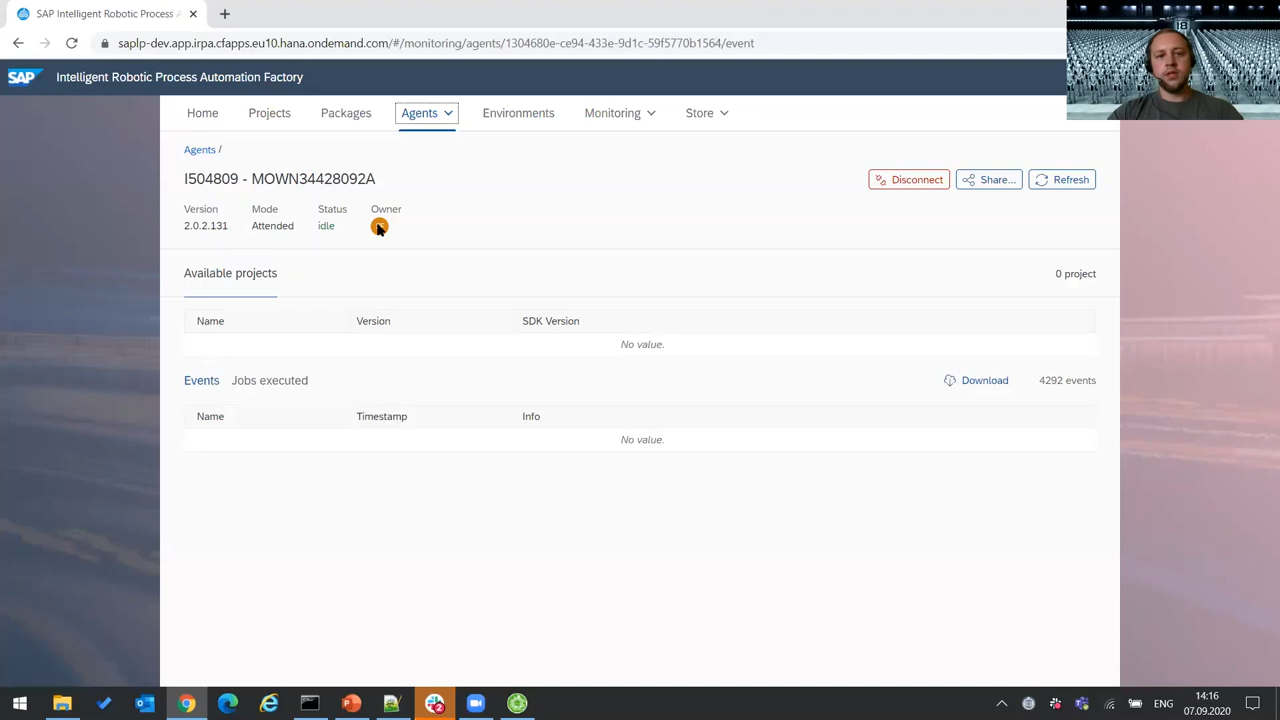 SAP Intelligent Robotic Process A
saplp-dev.app.irpa.cfapps.eu10.hana.ondemand.com/#/monitoring/agents/1304680e-ce94-433e-9d1c-59f5770b1564/event
SAP Intelligent Robotic Process Automation Factory
Home Projects Packages Agents Environments Monitoring Store
Agents /
I504809 - MOWN34428092A
Disconnect Share... Refresh
Version Mode Status Owner
2.0.2.131 Attended idle
Available projects 0 project
Name Version SDK Version
No value.
Events Jobs executed Download 4292 events
Name Timestamp Info
No value.
14:16
ENG
07.09.2020